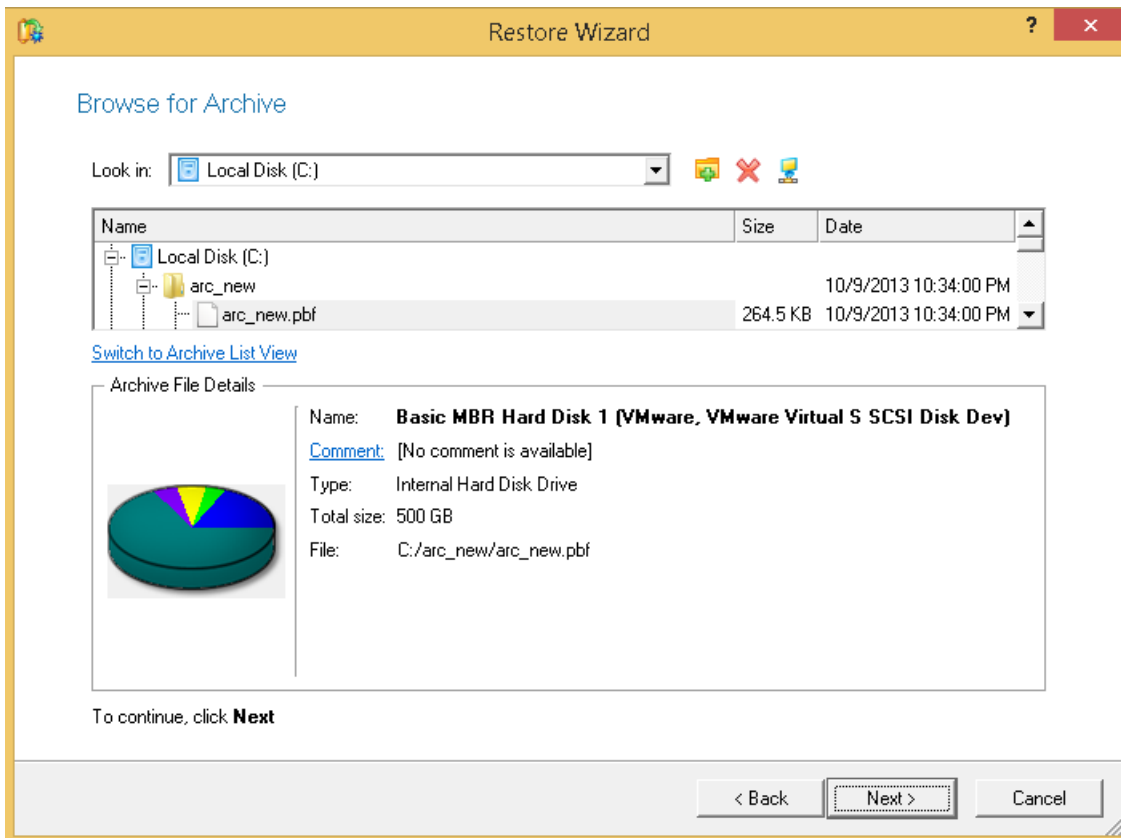 Restore Wizard
?
Browse for Archive
Look in: Local Disk (C:)
Name Size Date
Local Disk (C:)
arc_new 10/9/2013 10:34:00 PM
arc_new.pbf 264.5 KB 10/9/2013 10:34:00 PM
Switch to Archive List View
Archive File Details
Name: Basic MBR Hard Disk 1 (VMware, VMware Virtual S SCSI Disk Dev)
Comment: [No comment is available]
Type: Internal Hard Disk Drive
Total size: 500 GB
File: C:/arc_new/arc_new.pbf
To continue, click Next
< Back Next > Cancel